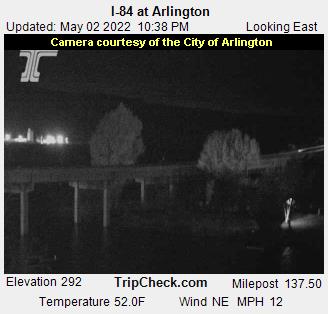 I-84 at Arlington
Updated: May 02 2022 10:38 PM Looking East
Camera courtesy of the City of Arlington
Elevation 292 TripCheck.com Milepost 137.50
Temperature 52.0F Wind NE MPH 12